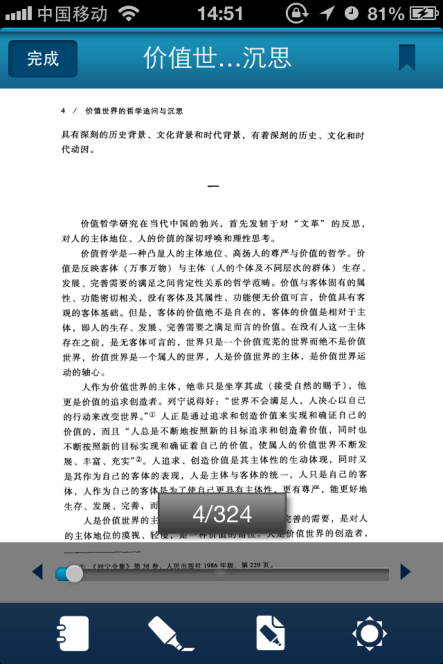 中国移动 14:51 81%
完成 价值世...沉思
4 / 价值世界的哲学追问与沉思
具有深刻的历史背景、文化背景和时代背景，有着深刻的历史、文化和时
代动因。
一
价值哲学研究在当代中国的勃兴，首先发轫于对“文革”的反思，
对人的主体地位、人的价值的深切呼唤和理性思考。
价值哲学是一种凸显人的主体地位、高扬人的尊严与价值的哲学。价
值是反映客体（万事万物）与主体（人的个体及不同层次的群体）生存、
发展、完善需要的满足之间肯定性关系的哲学范畴。价值与客体固有的属
性、功能密切相关，没有客体及其属性、功能便无价值可言，价值具有客
观的客体基础。但是，客体的价值绝不是自在的，客体的价值是相对于主
体，即人的生存、发展、完善需要之满足而言的价值。在没有人这一主体
存在之前，是无客体可言的，世界只是一个价值荒芜的世界而绝不是价值
世界，价值世界是一个属人的世界，人是价值世界的主体，是价值世界运
动的轴心。
人作为价值世界的主体，绝非只是坐享其成（接受自然的赐予），他
更是价值的追求创造者。列宁说得好：“世界不会满足人，人决心以自己
的行动来改变世界。”① 人正是通过追求和创造价值来实现和确证自己的
价值的，而且“人总是不断地按照新的目标追求和创造着价值，同时也
不断按照新的目标实现和确证着自己的价值，使属人的价值世界不断发
展、丰富、充实”②。人追求、创造价值是其主体性的生动体现，同时又
是其作为自己的客体的表现，人是主体与客体的统一，人只是自己的客
体，人作为自己的客体是为了使自己更具有主体性，更有尊严，能更好地
生存、发展、完善，而
人是价值世界的主 完善的需要，是对人
的主体地位的漠视、轻 是一种价值的错位。人是价值世界的创造者，
4/324
《列宁全集》第 38 卷，人民出版社 1986 年版，第 229 页。